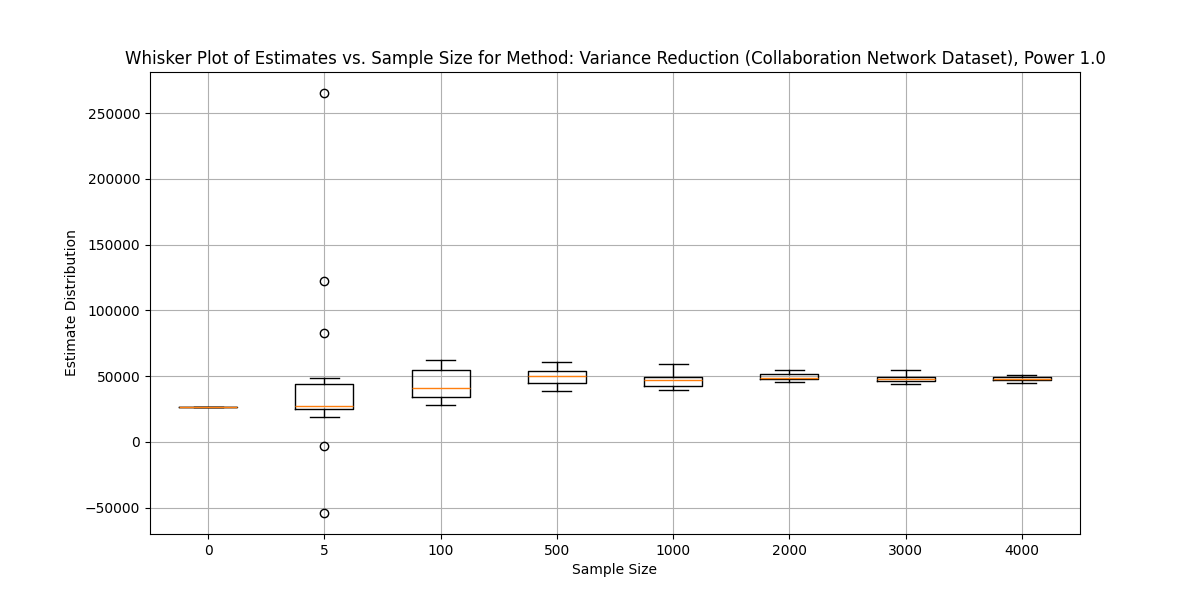 Whisker Plot of Estimates vs. Sample Size for Method: Variance Reduction (Collaboration Network Dataset), Power 1.0
250000
200000
150000
100000
50000
0
−50000
Estimate Distribution
0 5 100 500 1000 2000 3000 4000
Sample Size